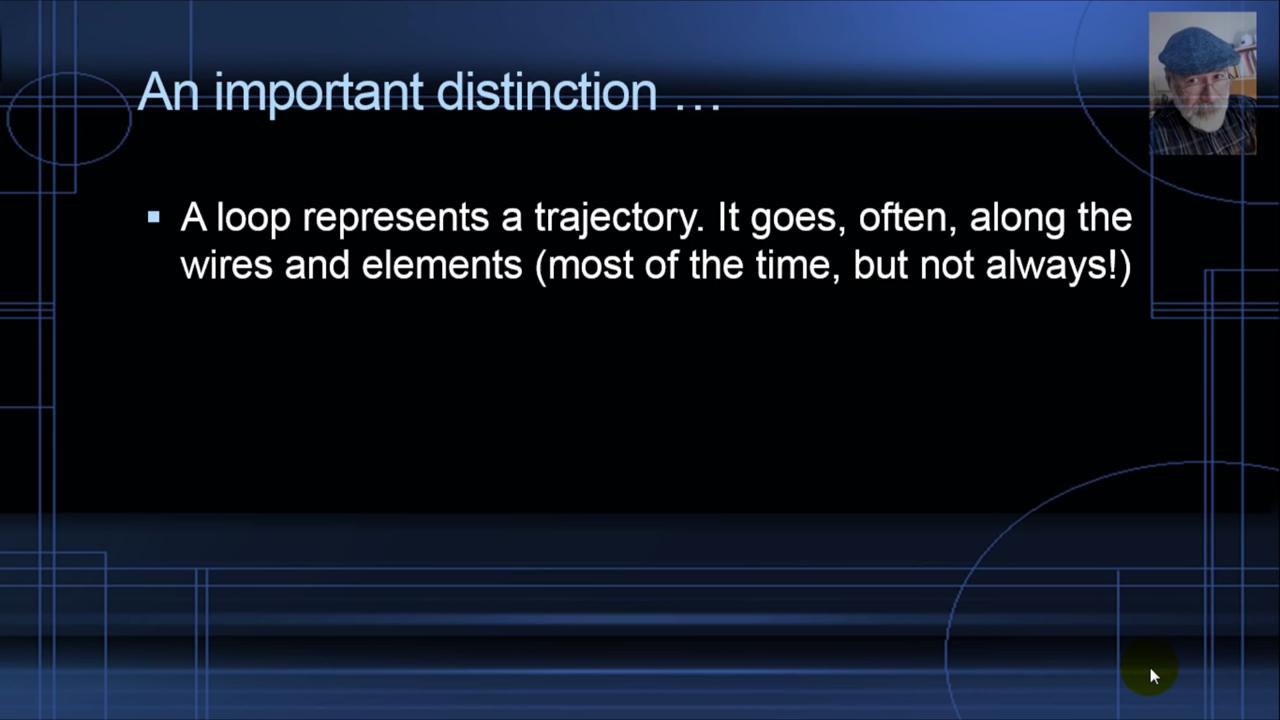 An important distinction …
A loop represents a trajectory. It goes, often, along the
wires and elements (most of the time, but not always!)